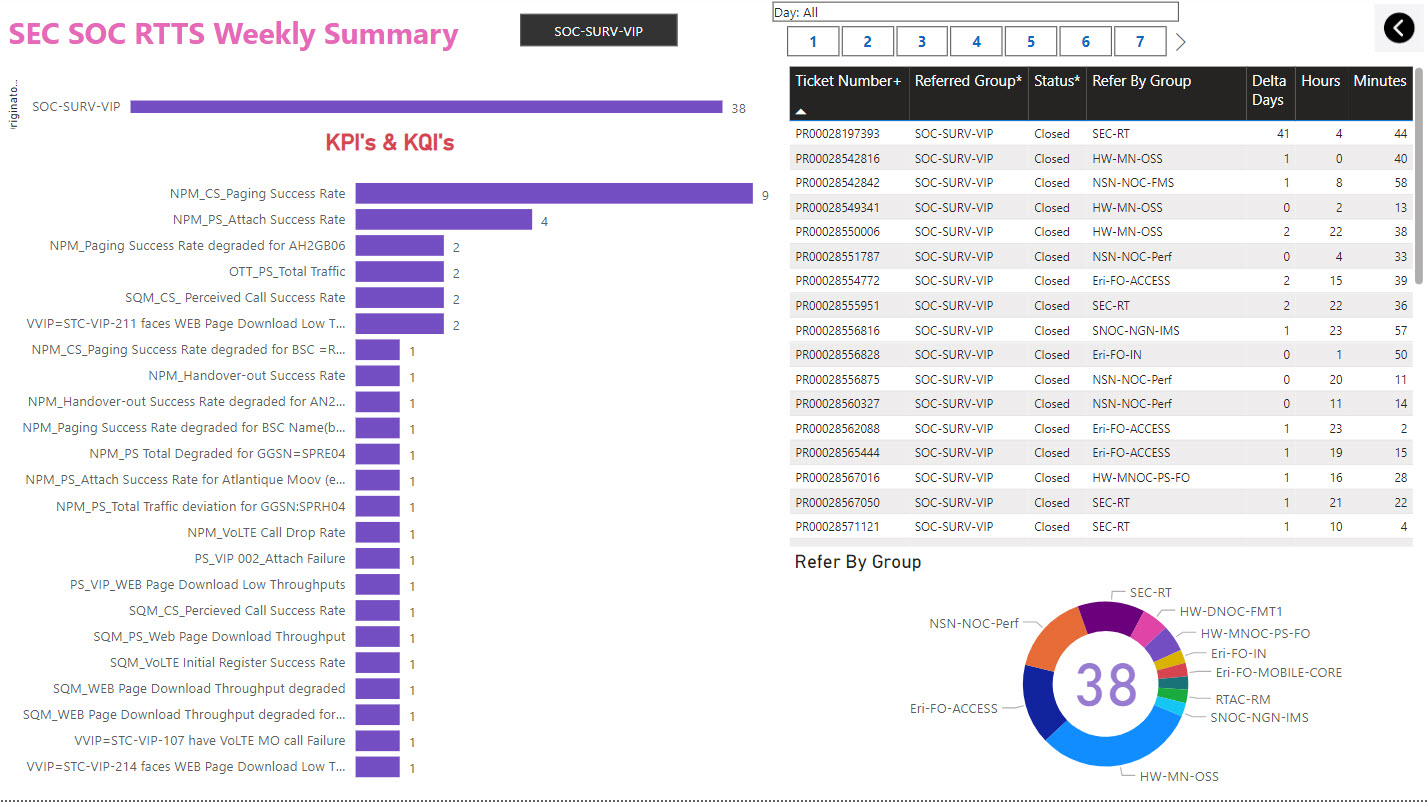 SEC SOC RTTS Weekly Summary
SOC-SURV-VIP
Day: All
1 2 3 4 5 6 7
SOC-SURV-VIP 38
KPI's & KQI's
NPM_CS_Paging Success Rate 9
NPM_PS_Attach Success Rate 4
NPM_Paging Success Rate degraded for AH2GB06 2
OTT_PS_Total Traffic 2
SQM_CS_ Perceived Call Success Rate 2
VVIP=STC-VIP-211 faces WEB Page Download Low T... 2
NPM_CS_Paging Success Rate degraded for BSC =R... 1
NPM_Handover-out Success Rate 1
NPM_Handover-out Success Rate degraded for AN2... 1
NPM_Paging Success Rate degraded for BSC Name(b... 1
NPM_PS Total Degraded for GGSN=SPRE04 1
NPM_PS_Attach Success Rate for Atlantique Moov (e... 1
NPM_PS_Total Traffic deviation for GGSN:SPRH04 1
NPM_VoLTE Call Drop Rate 1
PS_VIP 002_Attach Failure 1
PS_VIP_WEB Page Download Low Throughputs 1
SQM_CS_Percieved Call Success Rate 1
SQM_PS_Web Page Download Throughput 1
SQM_VoLTE Initial Register Success Rate 1
SQM_WEB Page Download Throughput degraded 1
SQM_WEB Page Download Throughput degraded for... 1
VVIP=STC-VIP-107 have VoLTE MO call Failure 1
VVIP=STC-VIP-214 faces WEB Page Download Low T... 1
Ticket Number+ Referred Group* Status* Refer By Group Delta Days Hours Minutes
PR00028197393 SOC-SURV-VIP Closed SEC-RT 41 4 44
PR00028542816 SOC-SURV-VIP Closed HW-MN-OSS 1 0 40
PR00028542842 SOC-SURV-VIP Closed NSN-NOC-FMS 1 8 58
PR00028549341 SOC-SURV-VIP Closed HW-MN-OSS 0 2 13
PR00028550006 SOC-SURV-VIP Closed HW-MN-OSS 2 22 38
PR00028551787 SOC-SURV-VIP Closed NSN-NOC-Perf 0 4 33
PR00028554772 SOC-SURV-VIP Closed Eri-FO-ACCESS 2 15 39
PR00028555951 SOC-SURV-VIP Closed SEC-RT 2 22 36
PR00028556816 SOC-SURV-VIP Closed SNOC-NGN-IMS 1 23 57
PR00028556828 SOC-SURV-VIP Closed Eri-FO-IN 0 1 50
PR00028556875 SOC-SURV-VIP Closed NSN-NOC-Perf 0 20 11
PR00028560327 SOC-SURV-VIP Closed NSN-NOC-Perf 0 11 14
PR00028562088 SOC-SURV-VIP Closed Eri-FO-ACCESS 1 23 2
PR00028565444 SOC-SURV-VIP Closed Eri-FO-ACCESS 1 19 15
PR00028567016 SOC-SURV-VIP Closed HW-MNOC-PS-FO 1 16 28
PR00028567050 SOC-SURV-VIP Closed SEC-RT 1 21 22
PR00028571121 SOC-SURV-VIP Closed SEC-RT 1 10 4
Refer By Group
SEC-RT
HW-DNOC-FMT1
NSN-NOC-Perf
HW-MNOC-PS-FO
Eri-FO-IN
Eri-FO-MOBILE-CORE
38
RTAC-RM
Eri-FO-ACCESS
SNOC-NGN-IMS
HW-MN-OSS